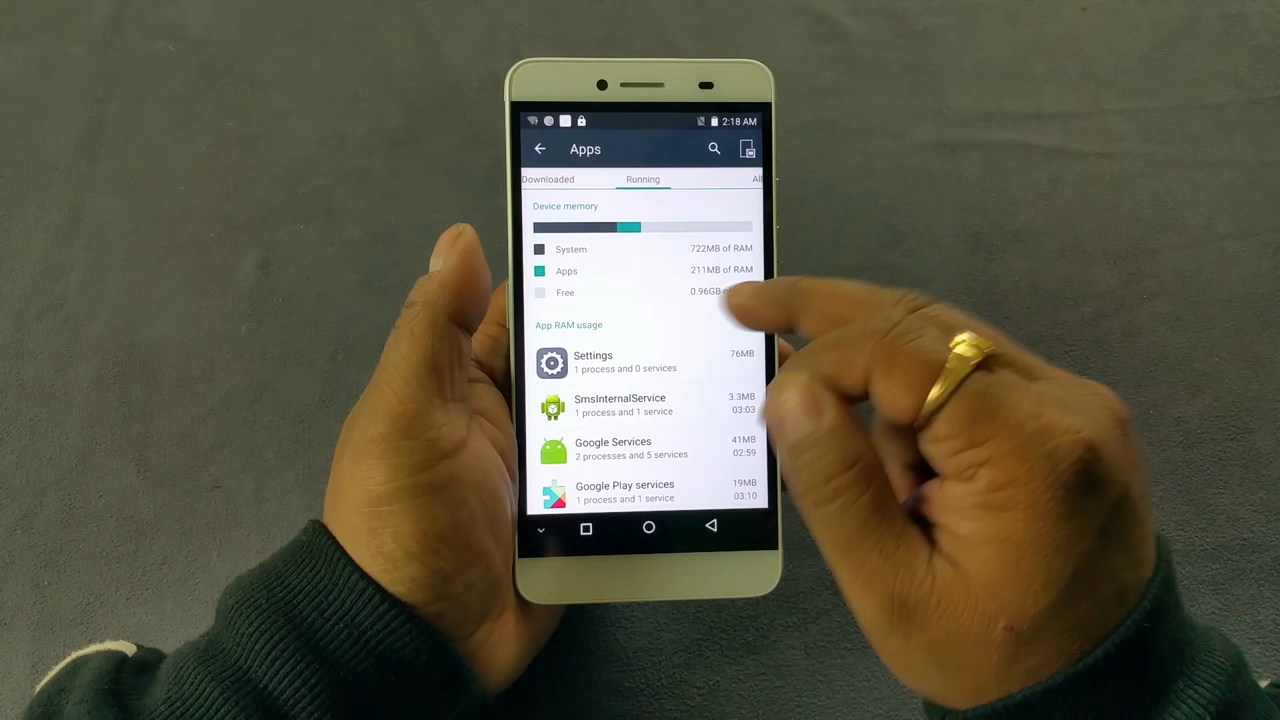 2:18 AM
Apps
Downloaded Running All
Device memory
System 722MB of RAM
Apps 211MB of RAM
Free 0.96GB
App RAM usage
Settings 76MB
1 process and 0 services
SmsInternalService 3.3MB
1 process and 1 service 03:03
Google Services 41MB
2 processes and 5 services 02:59
Google Play services 19MB
1 process and 1 service 03:10